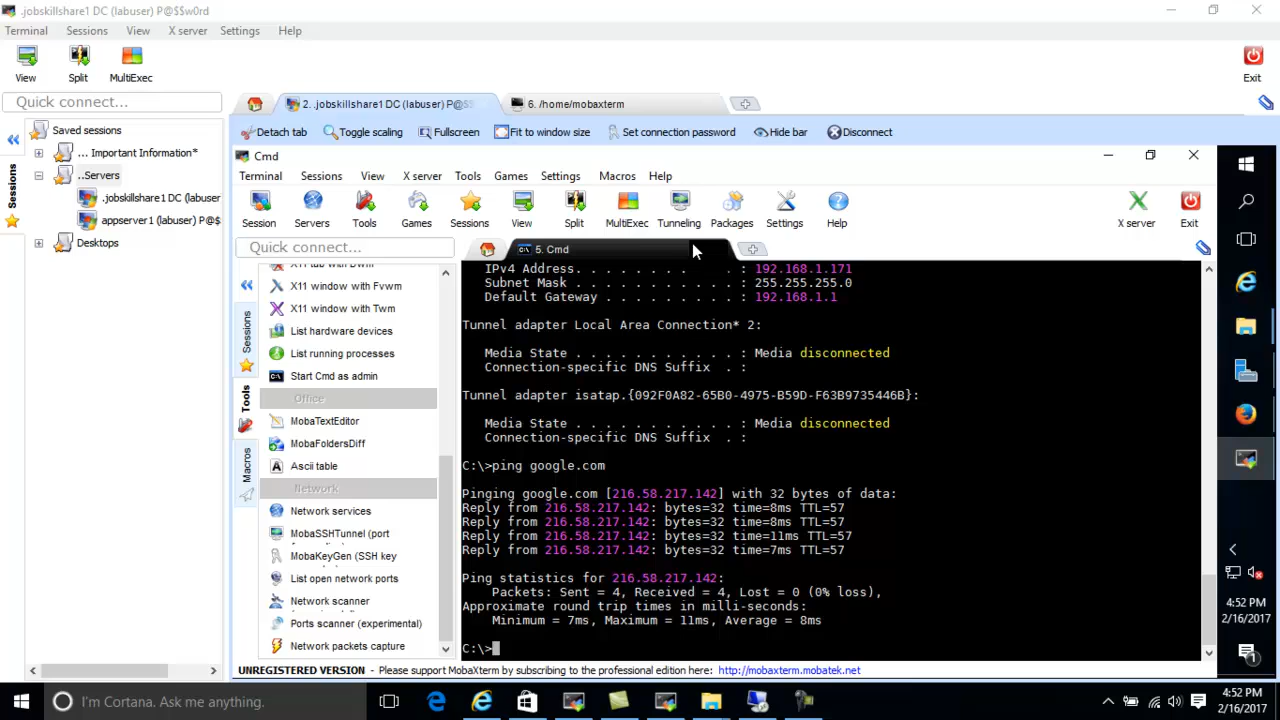 .jobskillshare1 DC (labuser) P@$$w0rd
Terminal Sessions View X server Settings Help
View Split MultiExec Exit
Quick connect...
2. .jobskillshare1 DC (labuser) P@$$
6. /home/mobaxterm
Detach tab Toggle scaling Fullscreen Fit to window size Set connection password Hide bar Disconnect
Sessions
Saved sessions
... Important Information*
..Servers
.jobskillshare1 DC (labuser
appserver1 (labuser) P@$
Desktops
Cmd
Terminal Sessions View X server Tools Games Settings Macros Help
Session Servers Tools Games Sessions View Split MultiExec Tunneling Packages Settings Help X server Exit
Quick connect...
5. Cmd
Sessions
Tools
Macros
X11 window with Fvwm
X11 window with Twm
List hardware devices
List running processes
Start Cmd as admin
Office
MobaTextEditor
MobaFoldersDiff
Ascii table
Network
Network services
MobaSSHTunnel (port
MobaKeyGen (SSH key
List open network ports
Network scanner
Ports scanner (experimental)
Network packets capture
IPv4 Address. . . . . . . . . . : 192.168.1.171
Subnet Mask . . . . . . . . . . . : 255.255.255.0
Default Gateway . . . . . . . . . : 192.168.1.1
Tunnel adapter Local Area Connection* 2:
Media State . . . . . . . . . . . : Media disconnected
Connection-specific DNS Suffix . :
Tunnel adapter isatap.{092F0A82-65B0-4975-B59D-F63B9735446B}:
Media State . . . . . . . . . . . : Media disconnected
Connection-specific DNS Suffix . :
C:\>ping google.com
Pinging google.com [216.58.217.142] with 32 bytes of data:
Reply from 216.58.217.142: bytes=32 time=8ms TTL=57
Reply from 216.58.217.142: bytes=32 time=8ms TTL=57
Reply from 216.58.217.142: bytes=32 time=11ms TTL=57
Reply from 216.58.217.142: bytes=32 time=7ms TTL=57
Ping statistics for 216.58.217.142:
Packets: Sent = 4, Received = 4, Lost = 0 (0% loss),
Approximate round trip times in milli-seconds:
Minimum = 7ms, Maximum = 11ms, Average = 8ms
C:\>
UNREGISTERED VERSION - Please support MobaXterm by subscribing to the professional edition here: http://mobaxterm.mobatek.net
4:52 PM
2/16/2017
I'm Cortana. Ask me anything.
4:52 PM
2/16/2017